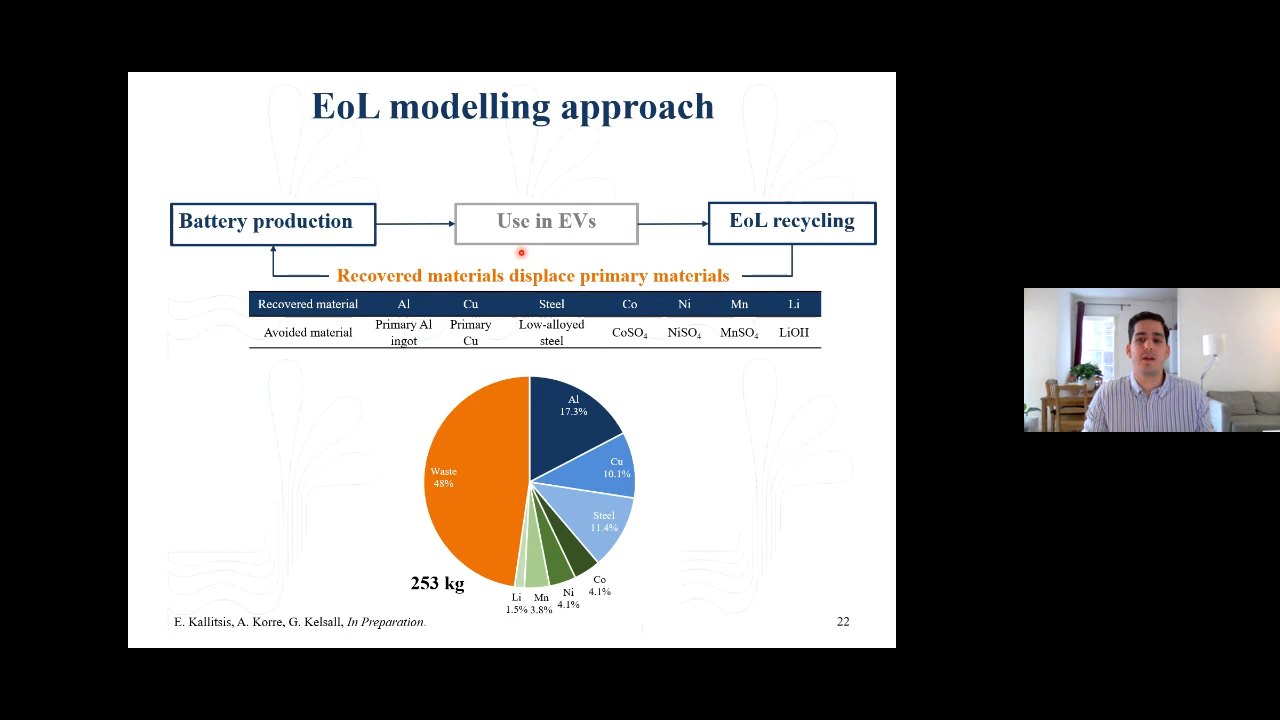 EoL modelling approach
Battery production
Use in EVs
EoL recycling
Recovered materials displace primary materials
Recovered material Al Cu Steel Co Ni Mn Li
Avoided material Primary Al ingot Primary Cu Low-alloyed steel CoSO₄ NiSO₄ MnSO₄ LiOH
Al
17.3%
Cu
10.1%
Steel
11.4%
Co
4.1%
Ni
4.1%
Mn
3.8%
Li
1.5%
Waste
48%
253 kg
E. Kallitsis, A. Korre, G. Kelsall, In Preparation.
22